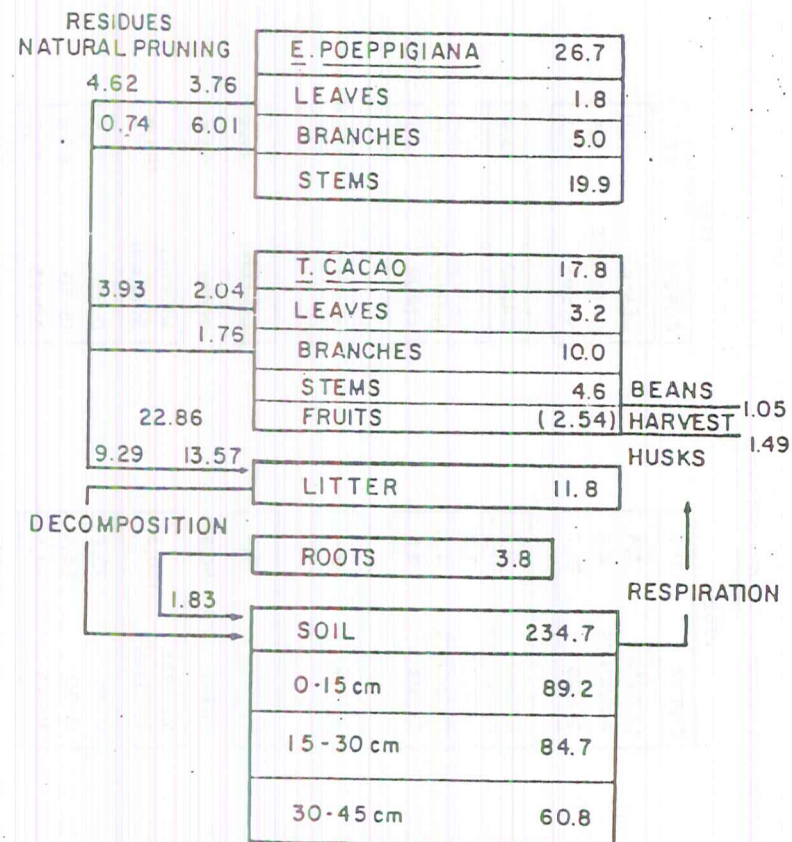 RESIDUES
NATURAL PRUNING
E. POEPPIGIANA 26.7
4.62 3.76
LEAVES 1.8
0.74 6.01
BRANCHES 5.0
STEMS 19.9
T. CACAO 17.8
3.93 2.04
LEAVES 3.2
1.76
BRANCHES 10.0
STEMS 4.6 BEANS
1.05
22.86
FRUITS (2.54) HARVEST
1.49
9.29 13.57
HUSKS
LITTER 11.8
DECOMPOSITION
ROOTS 3.8
RESPIRATION
1.83
SOIL 234.7
0-15 cm 89.2
15-30 cm 84.7
30-45 cm 60.8